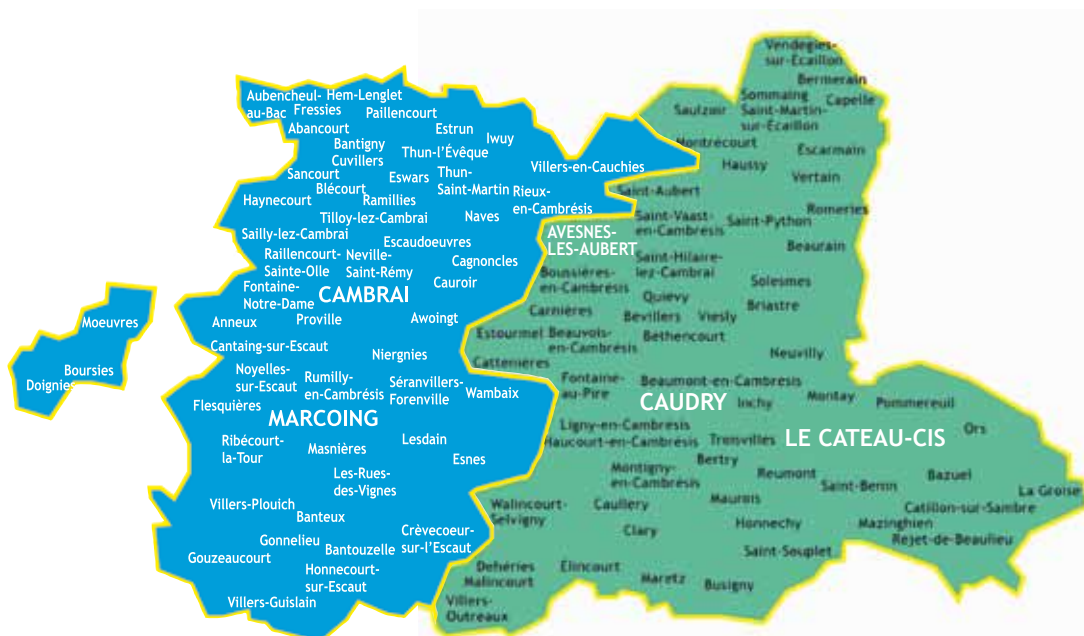 Aubencheul-
au-Bac
Hem-Lenglet
Fressies
Paillencourt
Abancourt
Estrun
Iwuy
Bantigny
Cuvillers
Thun-l'Évêque
Villers-en-Cauchies
Sancourt
Eswars
Thun-
Saint-Martin
Blécourt
Rieux-
en-Cambrésis
Haynecourt
Ramillies
Tilloy-lez-Cambrai
Naves
Sailly-lez-Cambrai
Escaudoeuvres
Raillencourt-
Sainte-Olle
Neville-
Saint-Rémy
Cagnoncles
Cauroir
Fontaine-
Notre-Dame
CAMBRAI
Anneux
Proville
Awoingt
Cantaing-sur-Escaut
Niergnies
Moeuvres
Boursies
Doignies
Noyelles-
sur-Escaut
Rumilly-
en-Cambrésis
Séranvillers-
Forenville
Wambaix
Flesquières
MARCOING
Ribécourt-
la-Tour
Masnières
Lesdain
Esnes
Les-Rues-
des-Vignes
Villers-Plouich
Banteux
Crèvecoeur-
sur-l'Escaut
Gonnelieu
Bantouzelle
Gouzeaucourt
Honnecourt-
sur-Escaut
Villers-Guislain
Vendegies-
sur-Ecaillon
Bermerain
Sommaing
Capelle
Saulzoir
Saint-Martin-
sur-Écaillon
Montrécourt
Escarmain
Haussy
Vertain
Saint-Aubert
Romeries
Saint-Vaast-
en-Cambrésis
Saint-Python
AVESNES-
LES-AUBERT
Beaurain
Saint-Hilaire-
lez-Cambrai
Boussières-
en-Cambrésis
Solesmes
Quievy
Briastre
Carnières
Bevillers
Viesly
Estourmel
Beauvois-
en-Cambrésis
Béthencourt
Cattenières
Neuvilly
Fontaine-
au-Pire
Beaumont-en-Cambrésis
CAUDRY
Inchy
Montay
Pommereuil
Ligny-en-Cambresis
Haucourt-en-Cambrésis
Troisvilles
LE CATEAU-CIS
Ors
Bertry
Montigny-
en-Cambrésis
Reumont
Bazuel
Saint-Benin
La Groise
Walincourt-
Selvigny
Caullery
Maurois
Catillon-sur-Sambre
Clary
Honnechy
Mazinghien
Rejet-de-Beaulieu
Saint-Souplet
Dehéries
Elincourt
Malincourt
Maretz
Busigny
Villers-
Outreaux